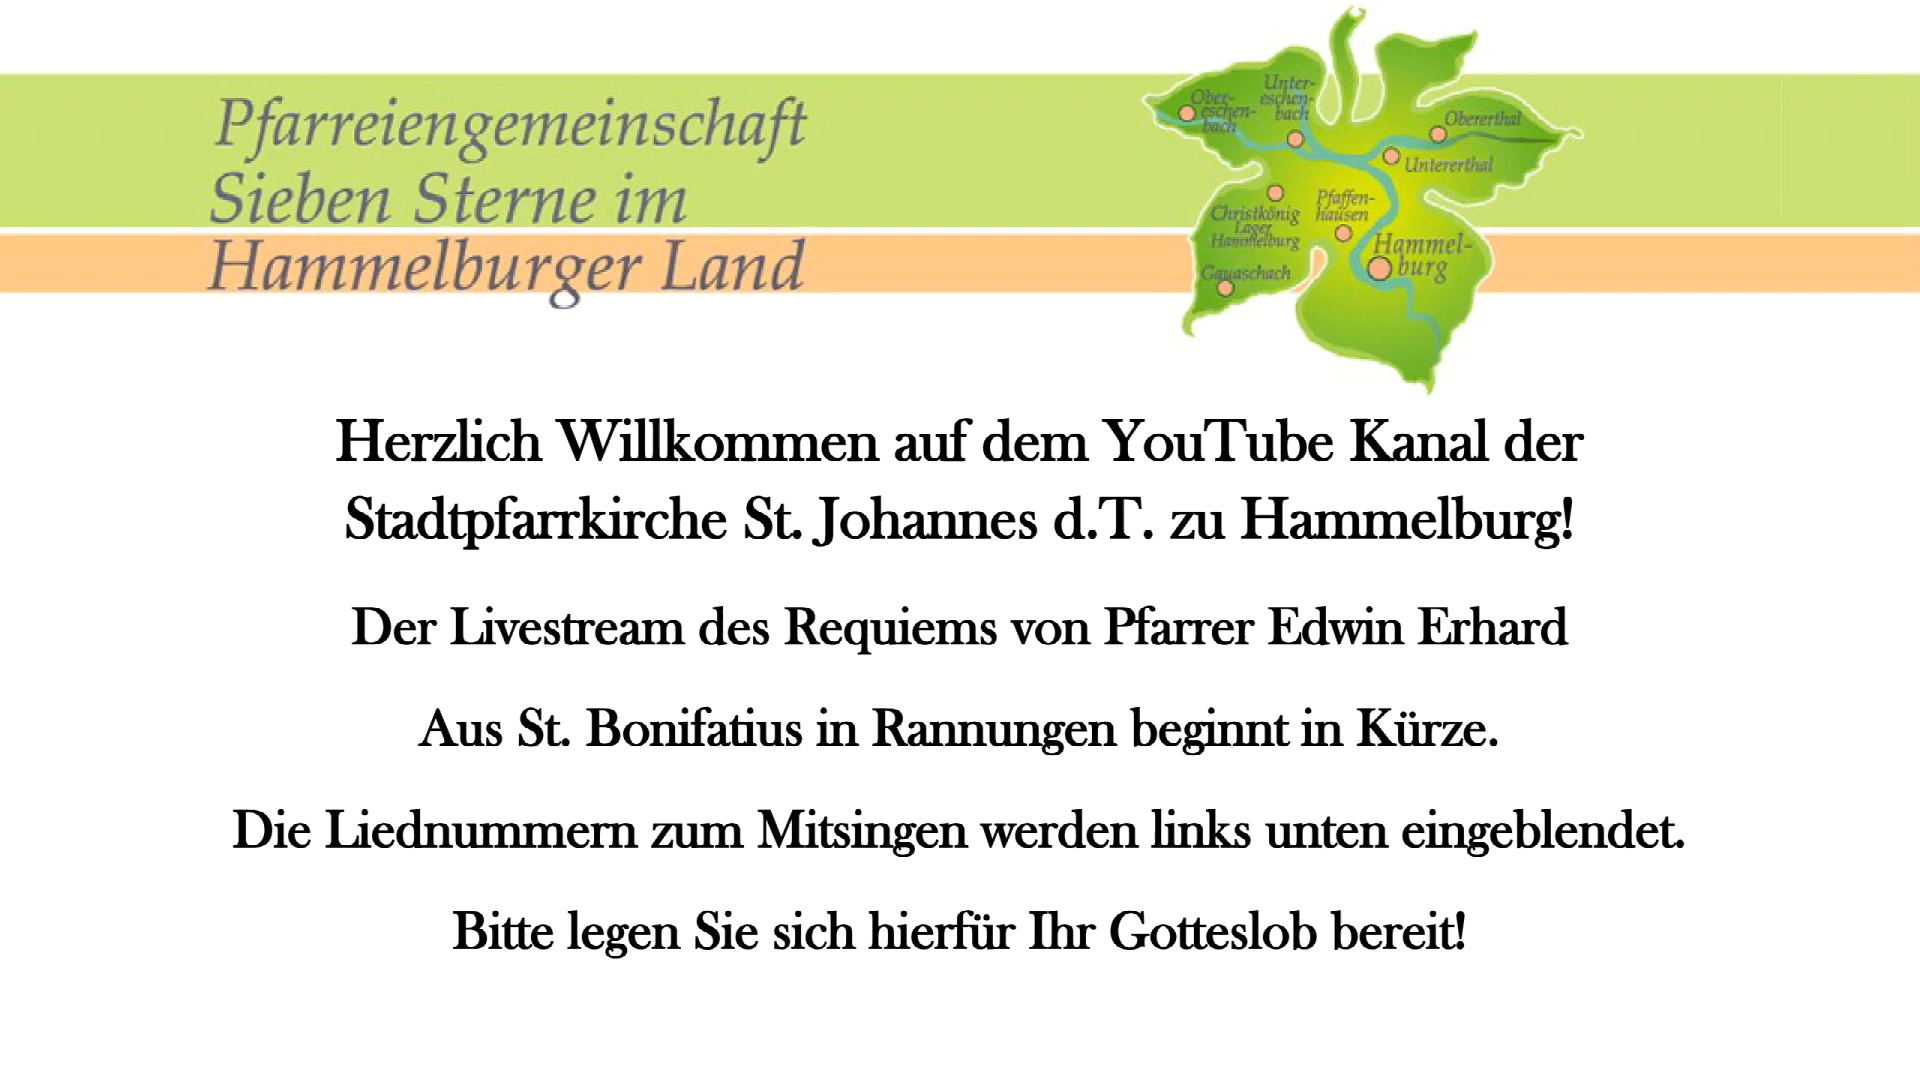 Pfarreiengemeinschaft
Sieben Sterne im
Hammelburger Land
Ober-
eschen-
bach
Unter-
eschen-
bach
Obererthal
Untererthal
Christkönig
Lager
Hammelburg
Pfaffen-
hausen
Hammel-
burg
Gauaschach
Herzlich Willkommen auf dem YouTube Kanal der
Stadtpfarrkirche St. Johannes d.T. zu Hammelburg!
Der Livestream des Requiems von Pfarrer Edwin Erhard
Aus St. Bonifatius in Rannungen beginnt in Kürze.
Die Liednummern zum Mitsingen werden links unten eingeblendet.
Bitte legen Sie sich hierfür Ihr Gotteslob bereit!